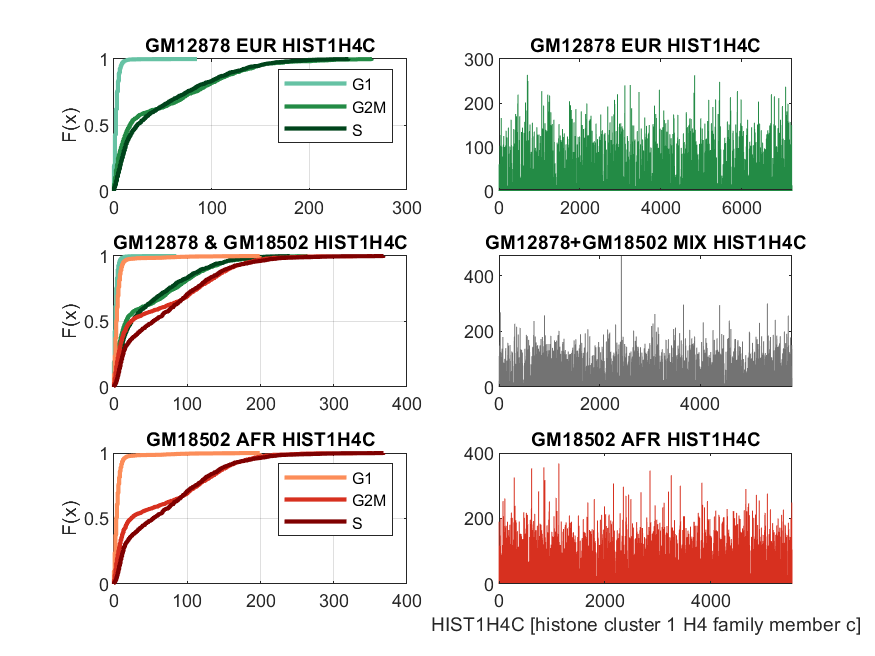 GM12878 EUR HIST1H4C
F(x)
1
0.5
0
0 100 200 300
G1
G2M
S
GM12878 EUR HIST1H4C
300
200
100
0
0 2000 4000 6000
GM12878 & GM18502 HIST1H4C
F(x)
1
0.5
0
0 100 200 300 400
GM12878+GM18502 MIX HIST1H4C
400
200
0
0 2000 4000
GM18502 AFR HIST1H4C
F(x)
1
0.5
0
0 100 200 300 400
G1
G2M
S
GM18502 AFR HIST1H4C
400
200
0
0 2000 4000
HIST1H4C [histone cluster 1 H4 family member c]